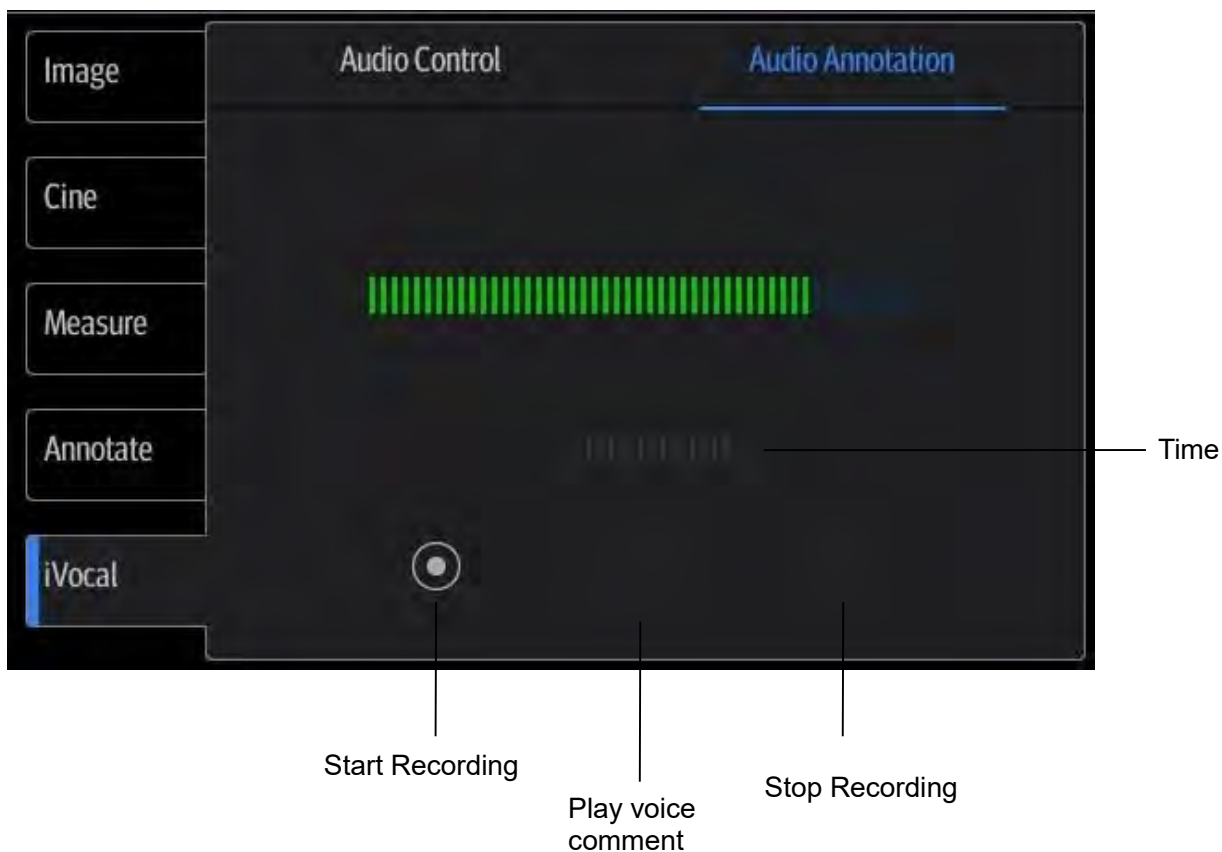 Image
Audio Control
Audio Annotation
Cine
Measure
Annotate
Time
iVocal
Start Recording
Stop Recording
Play voice
comment